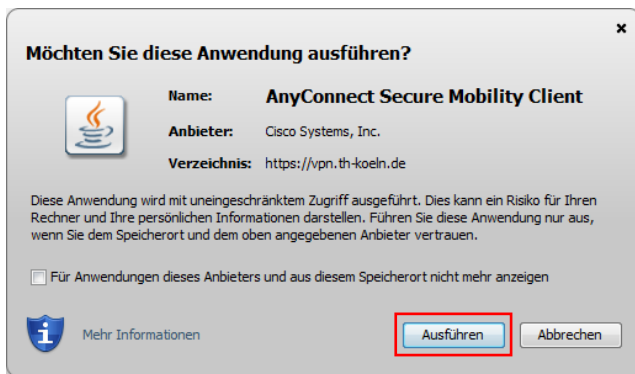 Möchten Sie diese Anwendung ausführen?
Name: AnyConnect Secure Mobility Client
Anbieter: Cisco Systems, Inc.
Verzeichnis: https://vpn.th-koeln.de
Diese Anwendung wird mit uneingeschränktem Zugriff ausgeführt. Dies kann ein Risiko für Ihren
Rechner und Ihre persönlichen Informationen darstellen. Führen Sie diese Anwendung nur aus,
wenn Sie dem Speicherort und dem oben angegebenen Anbieter vertrauen.
Für Anwendungen dieses Anbieters und aus diesem Speicherort nicht mehr anzeigen
Mehr Informationen Ausführen Abbrechen